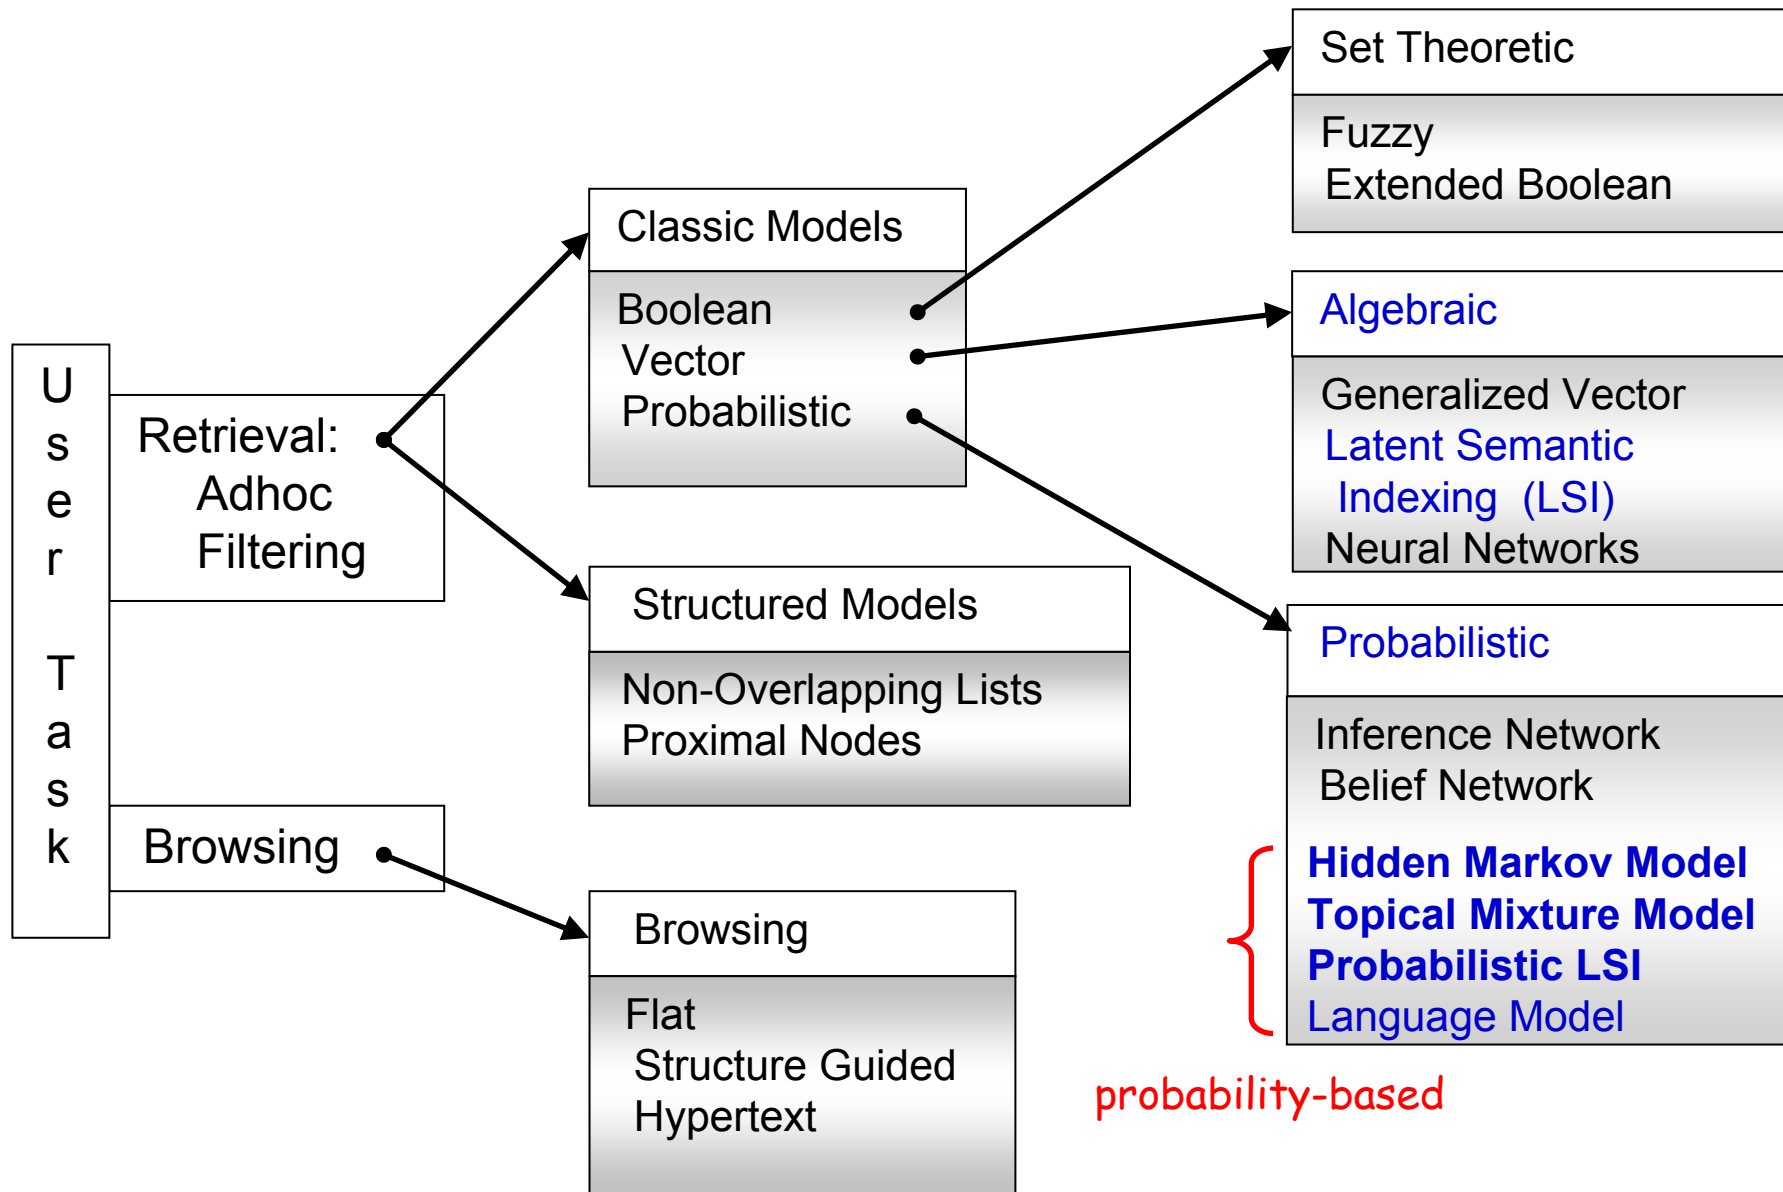 User Task
Retrieval:
Adhoc
Filtering
Browsing
Classic Models
Boolean
Vector
Probabilistic
Structured Models
Non-Overlapping Lists
Proximal Nodes
Browsing
Flat
Structure Guided
Hypertext
Set Theoretic
Fuzzy
Extended Boolean
Algebraic
Generalized Vector
Latent Semantic
Indexing (LSI)
Neural Networks
Probabilistic
Inference Network
Belief Network
Hidden Markov Model
Topical Mixture Model
Probabilistic LSI
Language Model
probability-based